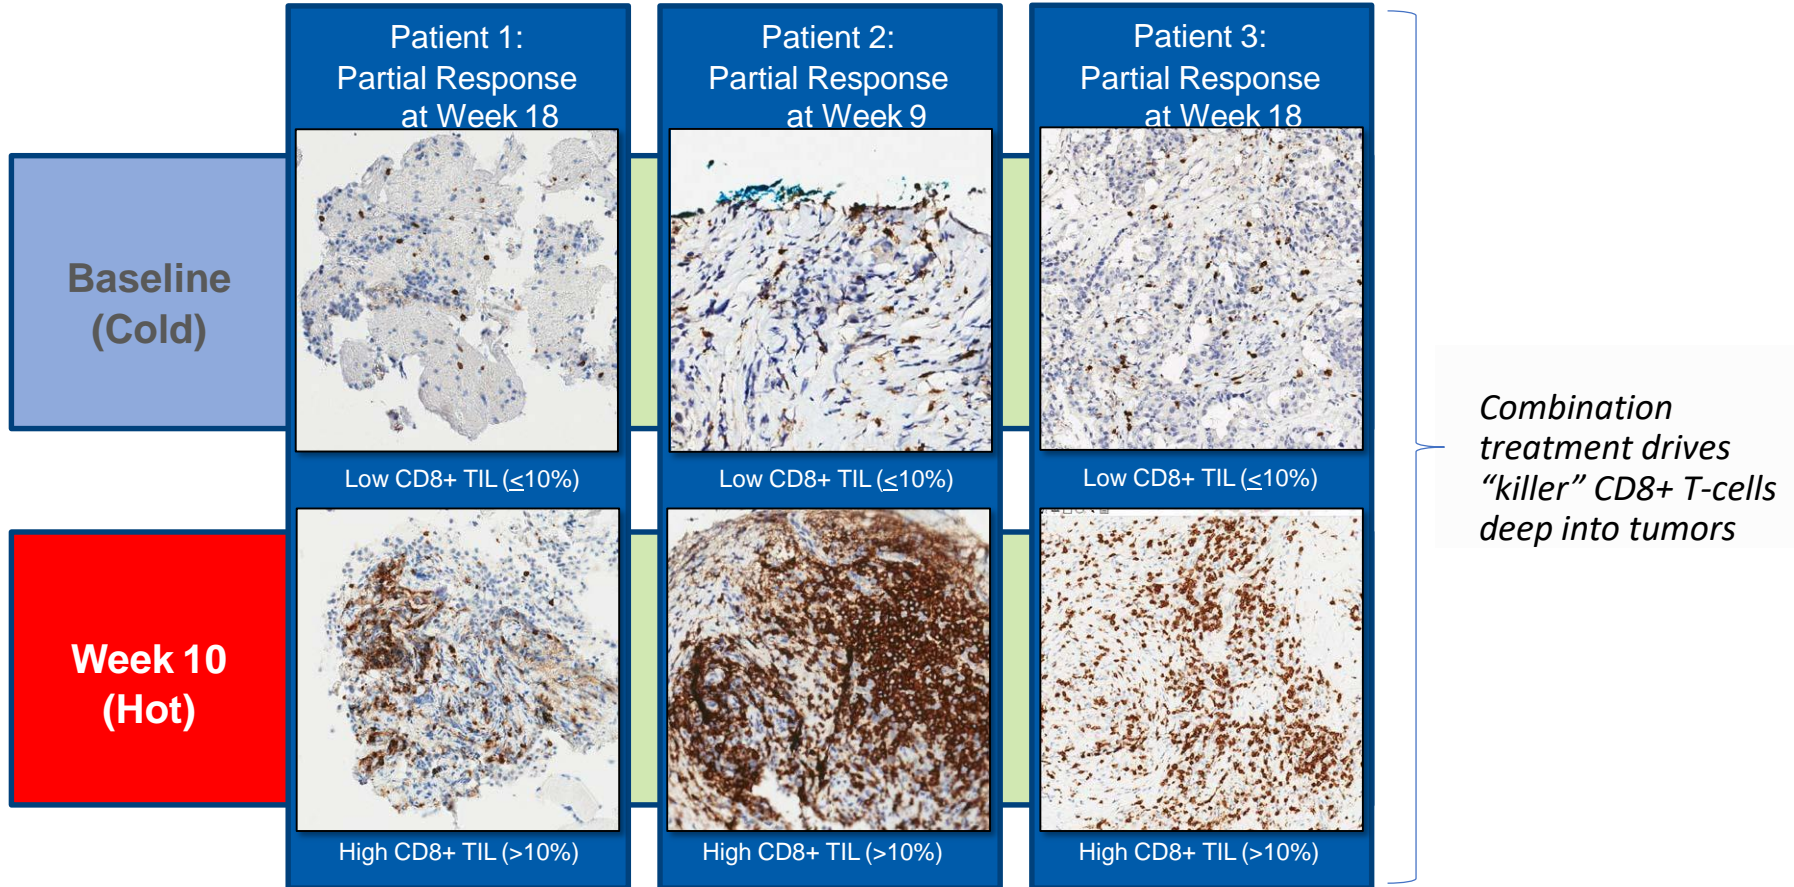 Patient 1:
Partial Response
at Week 18
Patient 2:
Partial Response
at Week 9
Patient 3:
Partial Response
at Week 18
Baseline
(Cold)
Low CD8+ TIL (≤10%)
Low CD8+ TIL (≤10%)
Low CD8+ TIL (≤10%)
Combination
treatment drives
“killer” CD8+ T-cells
deep into tumors
Week 10
(Hot)
High CD8+ TIL (>10%)
High CD8+ TIL (>10%)
High CD8+ TIL (>10%)